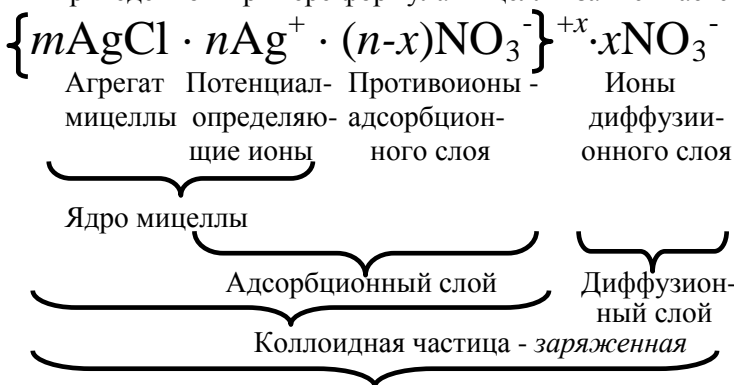 {mAgCl · nAg⁺ · (n-x)NO₃⁻}⁺ˣ·xNO₃⁻
Агрегат Потенциал- Противоионы - Ионы
мицеллы определяю- адсорбцион- диффузии-
щие ионы ного слоя онного слоя
Ядро мицеллы
Адсорбционный слой Диффузион-
ный слой
Коллоидная частица - заряженная